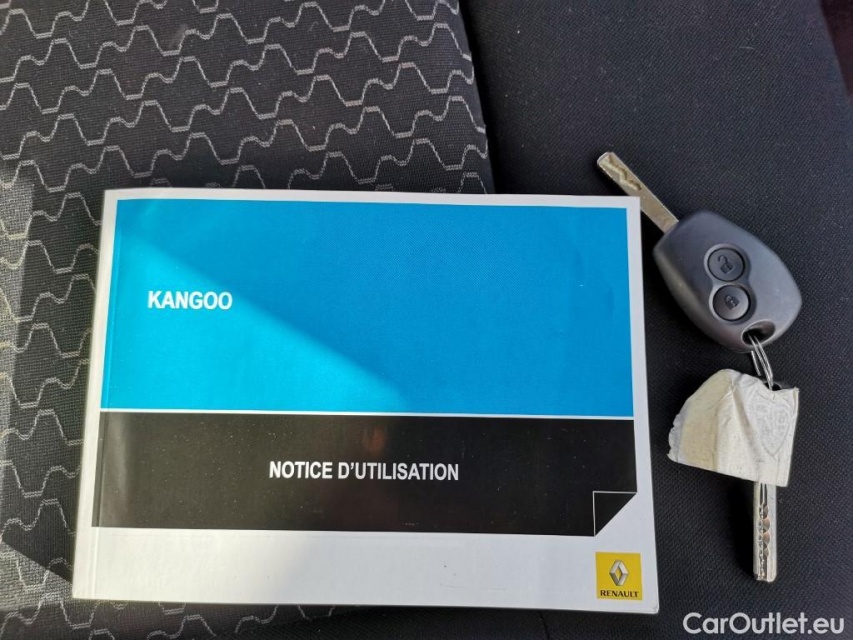 KANGOO
NOTICE D'UTILISATION
RENAULT
CarOutlet.eu